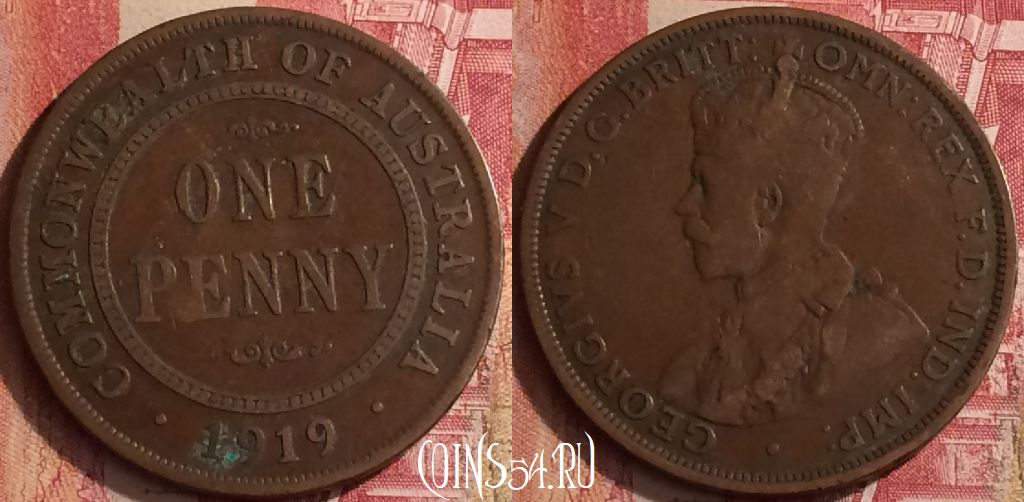 COMMONWEALTH OF AUSTRALIA
ONE
PENNY
· 1919 ·
GEORGIVS V D.G. BRITT: OMN: REX F.D. IND: IMP:
COINS54.RU